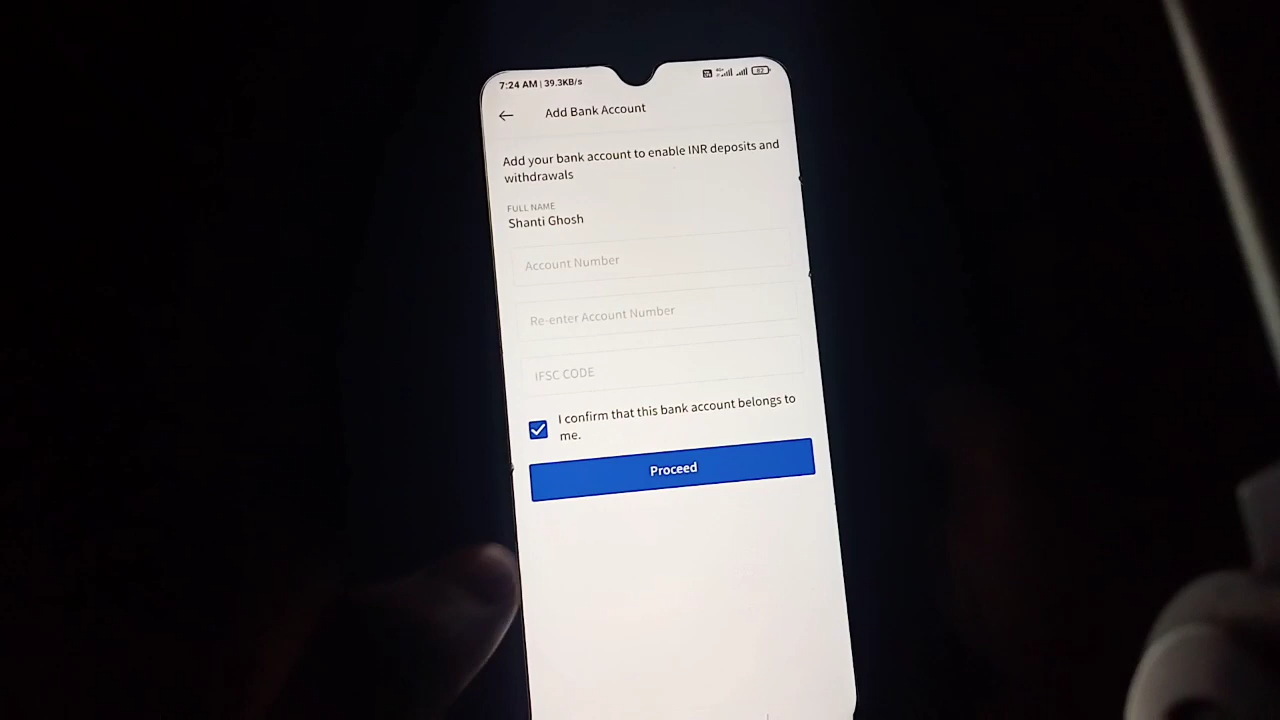 7:24 AM | 39.3KB/s
82
Add Bank Account
Add your bank account to enable INR deposits and
withdrawals
FULL NAME
Shanti Ghosh
Account Number
Re-enter Account Number
IFSC CODE
I confirm that this bank account belongs to
me.
Proceed